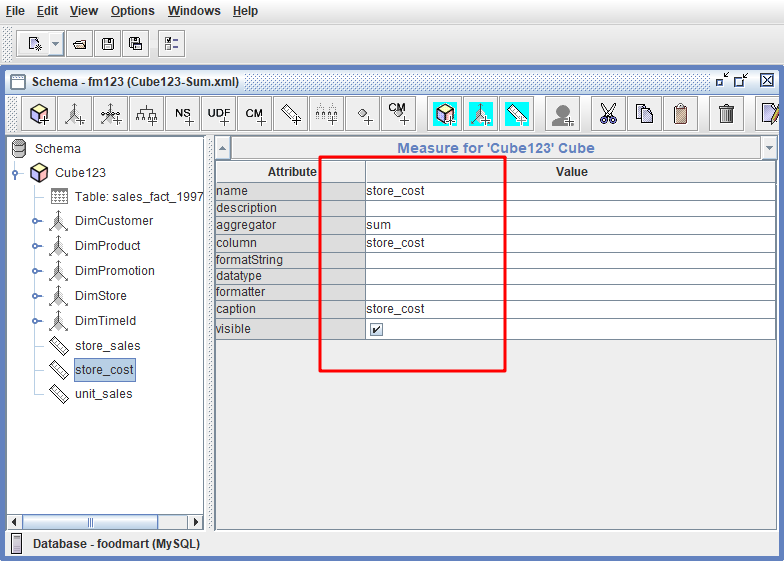 File Edit View Options Windows Help
Schema - fm123 (Cube123-Sum.xml)
NS UDF CM CM
Schema
Cube123
Table: sales_fact_1997
DimCustomer
DimProduct
DimPromotion
DimStore
DimTimeId
store_sales
store_cost
unit_sales
Measure for 'Cube123' Cube
Attribute Value
name store_cost
description
aggregator sum
column store_cost
formatString
datatype
formatter
caption store_cost
visible
Database - foodmart (MySQL)